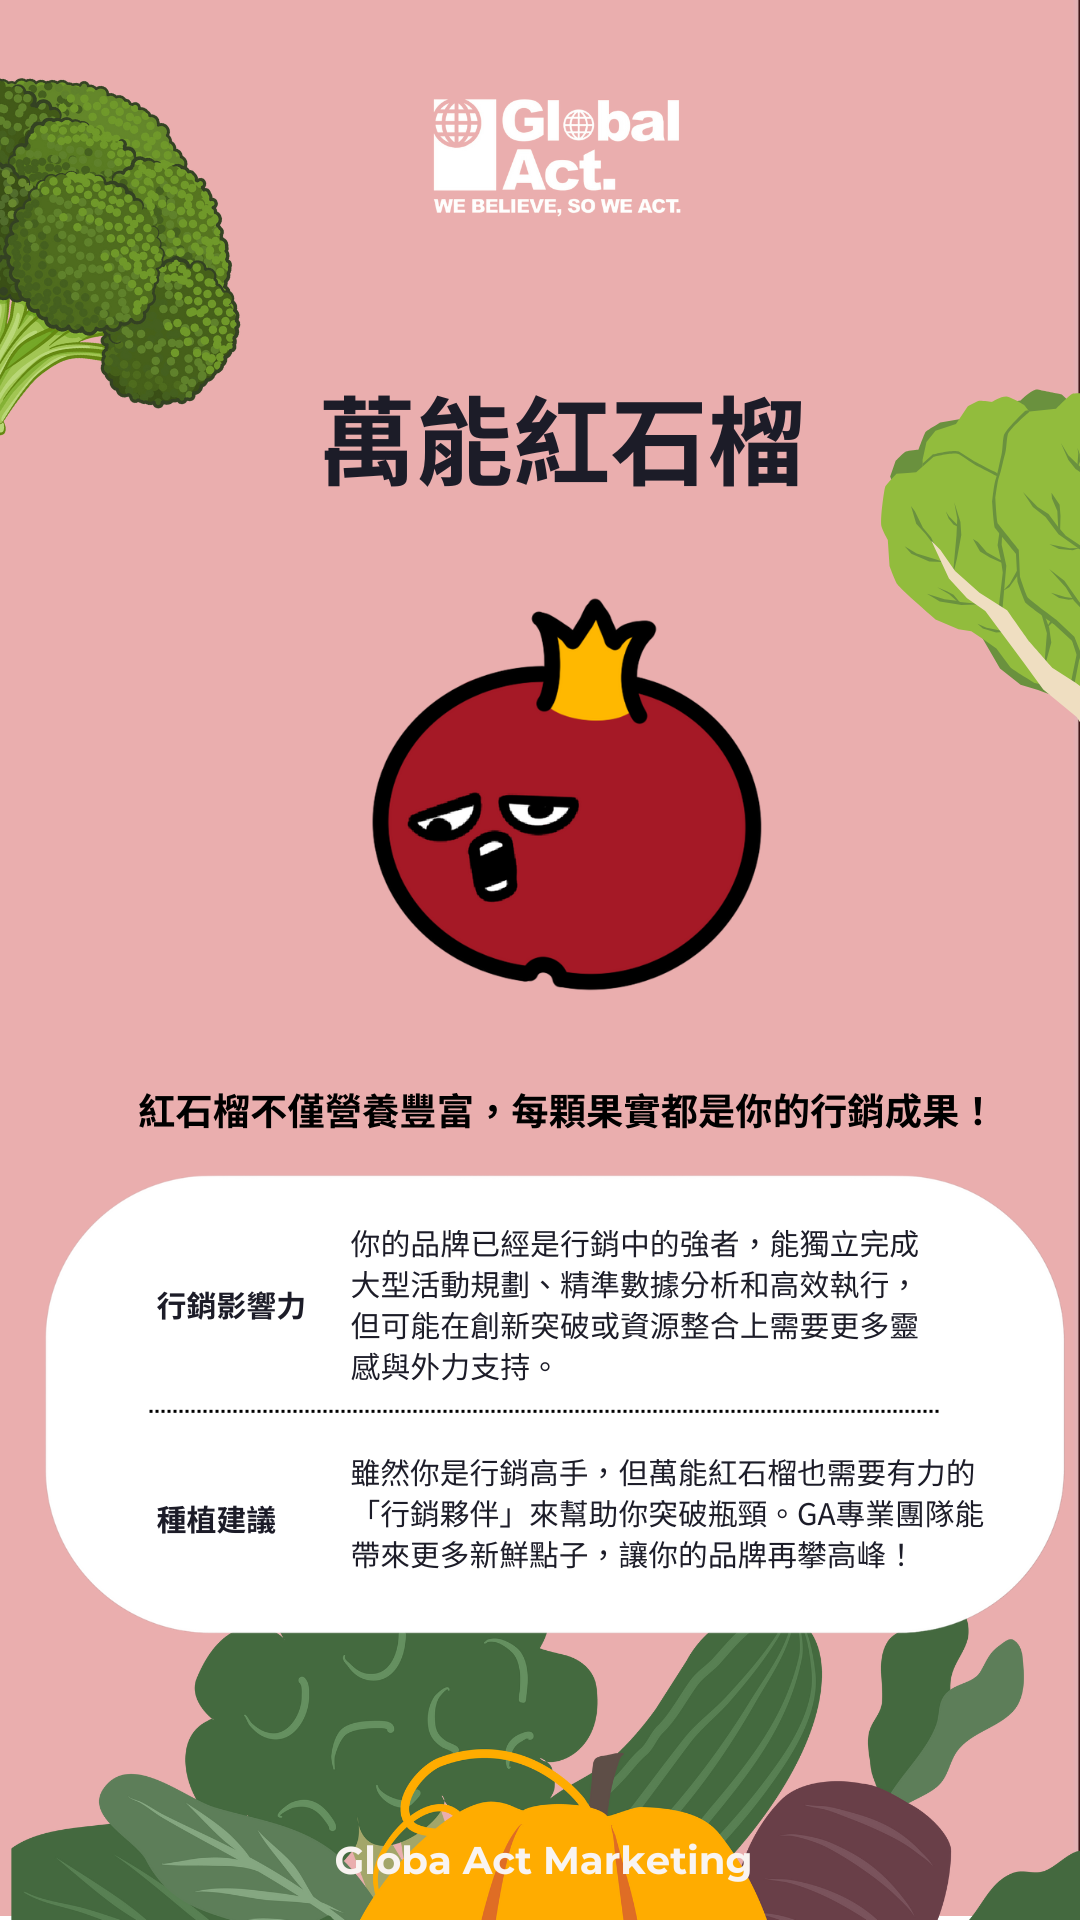 Global
Act.
WE BELIEVE, SO WE ACT.
萬能紅石榴
紅石榴不僅營養豐富，每顆果實都是你的行銷成果！
行銷影響力
你的品牌已經是行銷中的強者，能獨立完成
大型活動規劃、精準數據分析和高效執行，
但可能在創新突破或資源整合上需要更多靈
感與外力支持。
種植建議
雖然你是行銷高手，但萬能紅石榴也需要有力的
「行銷夥伴」來幫助你突破瓶頸。GA專業團隊能
帶來更多新鮮點子，讓你的品牌再攀高峰！
Globa Act Marketing